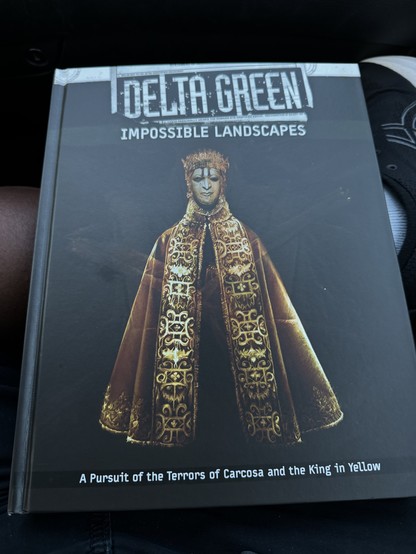 DELTA GREEN
IMPOSSIBLE LANDSCAPES
A Pursuit of the Terrors of Carcosa and the King in Yellow